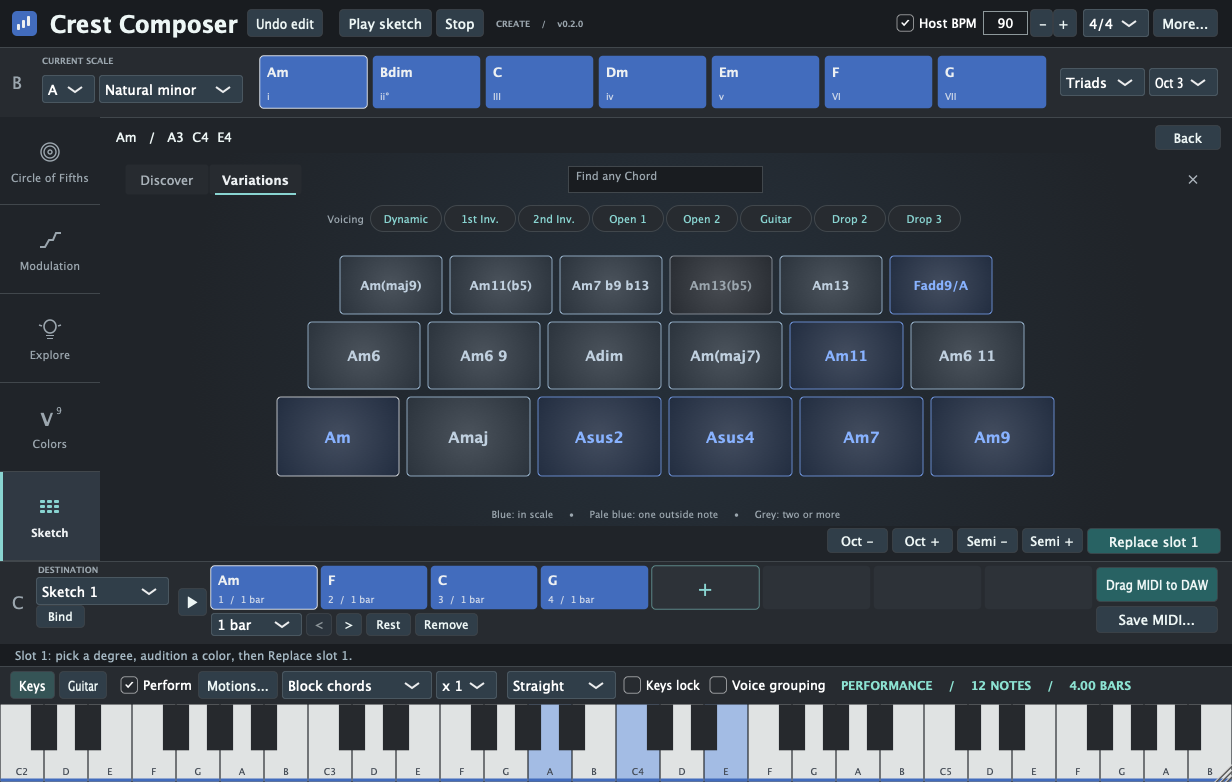 Crest Composer Undo edit Play sketch Stop CREATE / v0.2.0 Host BPM 90 - + 4/4 More...
CURRENT SCALE
B A Natural minor
Am Bdim C Dm Em F G
i ii° III iv v VI VII
Triads Oct 3
Circle of Fifths
Modulation
Explore
V9
Colors
Sketch
Am / A3 C4 E4 Back
Discover Variations Find any Chord ×
Voicing Dynamic 1st Inv. 2nd Inv. Open 1 Open 2 Guitar Drop 2 Drop 3
Am(maj9) Am11(b5) Am7 b9 b13 Am13(b5) Am13 Fadd9/A
Am6 Am6 9 Adim Am(maj7) Am11 Am6 11
Am Amaj Asus2 Asus4 Am7 Am9
Blue: in scale • Pale blue: one outside note • Grey: two or more
Oct – Oct + Semi – Semi + Replace slot 1
DESTINATION
C Sketch 1
Bind
Am F C G +
1 / 1 bar 2 / 1 bar 3 / 1 bar 4 / 1 bar
1 bar < > Rest Remove
Drag MIDI to DAW
Save MIDI...
Slot 1: pick a degree, audition a color, then Replace slot 1.
Keys Guitar Perform Motions... Block chords x 1 Straight Keys lock Voice grouping PERFORMANCE / 12 NOTES / 4.00 BARS
C2 D E F G A B C3 D E F G A B C4 D E F G A B C5 D E F G A B